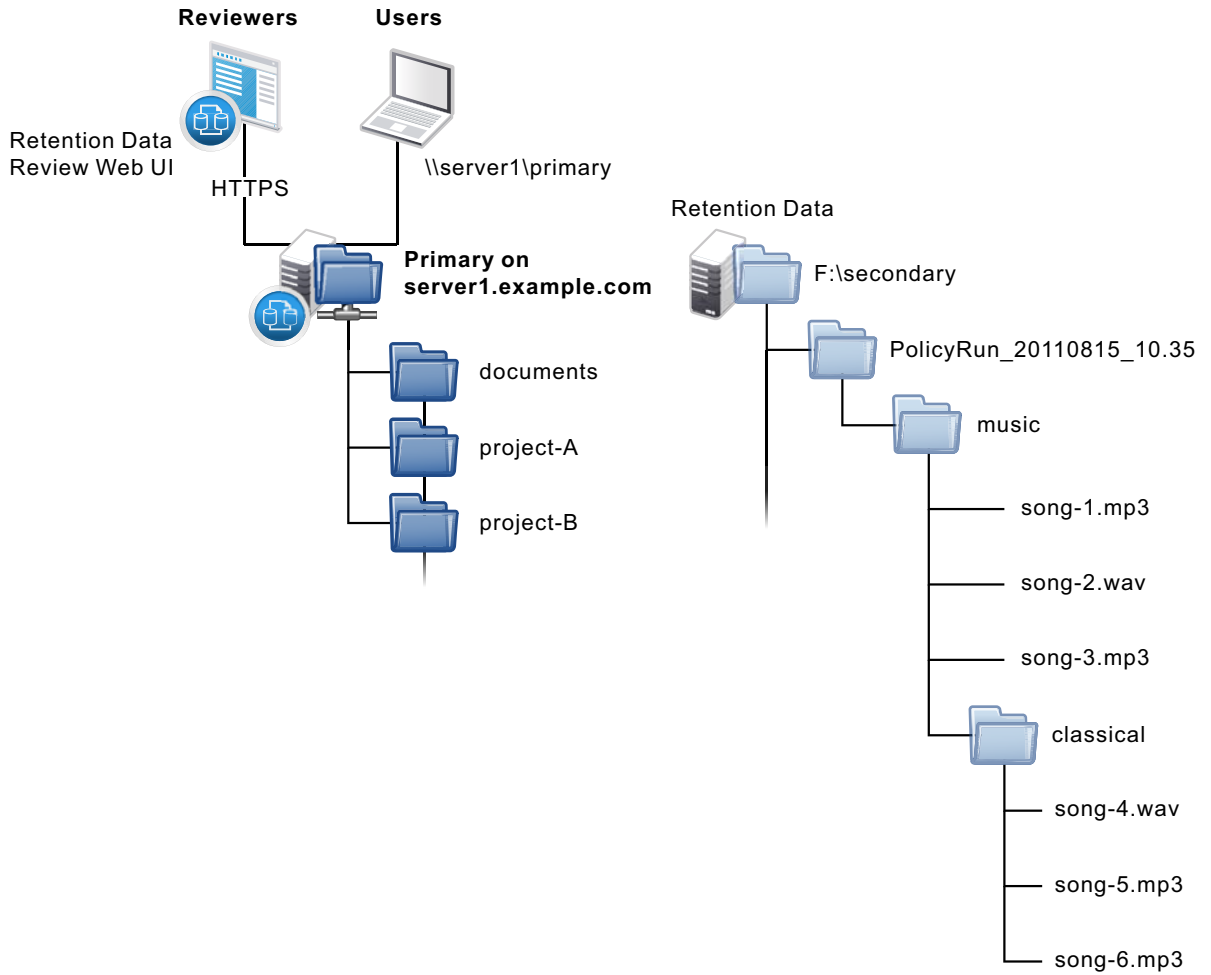 Reviewers
Users
Retention Data
Review Web UI
HTTPS
\\server1\primary
Primary on
server1.example.com
documents
project-A
project-B
Retention Data
F:\secondary
PolicyRun_20110815_10.35
music
song-1.mp3
song-2.wav
song-3.mp3
classical
song-4.wav
song-5.mp3
song-6.mp3